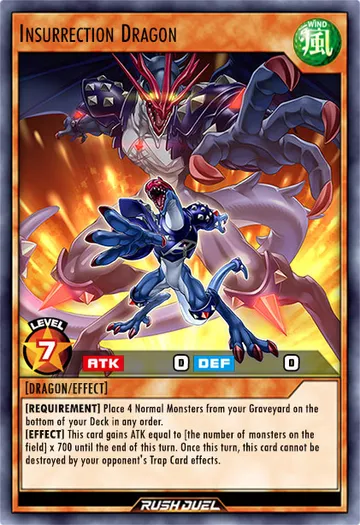 INSURRECTION DRAGON
WIND
風
LEVEL
7
ATK 0 DEF 0
[DRAGON/EFFECT]
[REQUIREMENT] Place 4 Normal Monsters from your Graveyard on the
bottom of your Deck in any order.
[EFFECT] This card gains ATK equal to [the number of monsters on the
field] x 700 until the end of this turn. Once this turn, this card cannot be
destroyed by your opponent's Trap Card effects.
RUSH DUEL